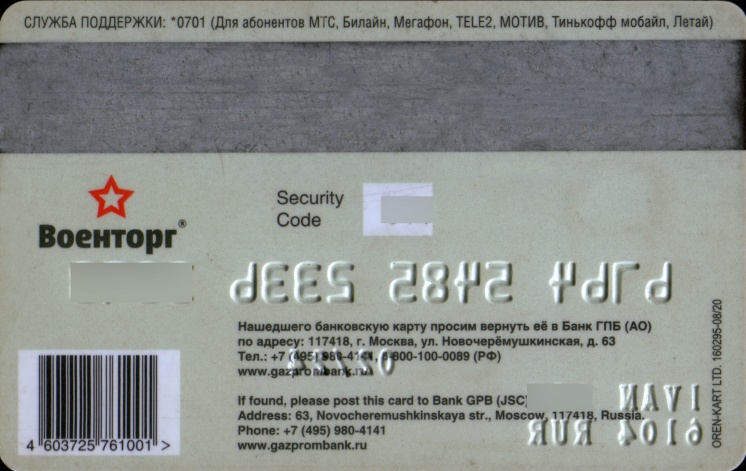 СЛУЖБА ПОДДЕРЖКИ: *0701 (Для абонентов МТС, Билайн, Мегафон, TELE2, МОТИВ, Тинькофф мобайл, Летай)
Security
Code
Военторг®
Нашедшего банковскую карту просим вернуть её в Банк ГПБ (АО)
по адресу: 117418, г. Москва, ул. Новочерёмушкинская, д. 63
Тел.: +7 (495) 980-4141, 8-800-100-0089 (РФ)
www.gazprombank.ru
If found, please post this card to Bank GPB (JSC)
Address: 63, Novocheremushkinskaya str., Moscow, 117418, Russia.
Phone: +7 (495) 980-4141
www.gazprombank.ru
IVAN
RUR
4 603725 761001 >
OREN-KART LTD. 160295-08/20